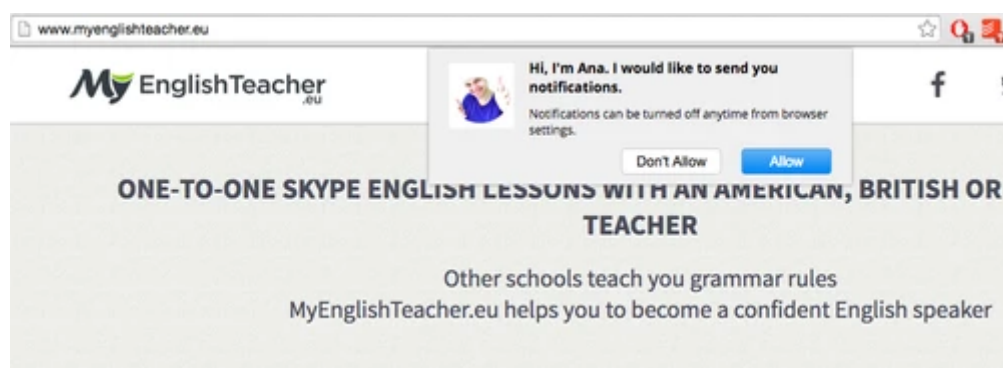 www.myenglishteacher.eu
My EnglishTeacher
.eu
Hi, I'm Ana. I would like to send you
notifications.
Notifications can be turned off anytime from browser
settings.
Don't Allow
Allow
f
ONE-TO-ONE SKYPE ENGLISH LESSONS WITH AN AMERICAN, BRITISH OR
TEACHER
Other schools teach you grammar rules
MyEnglishTeacher.eu helps you to become a confident English speaker